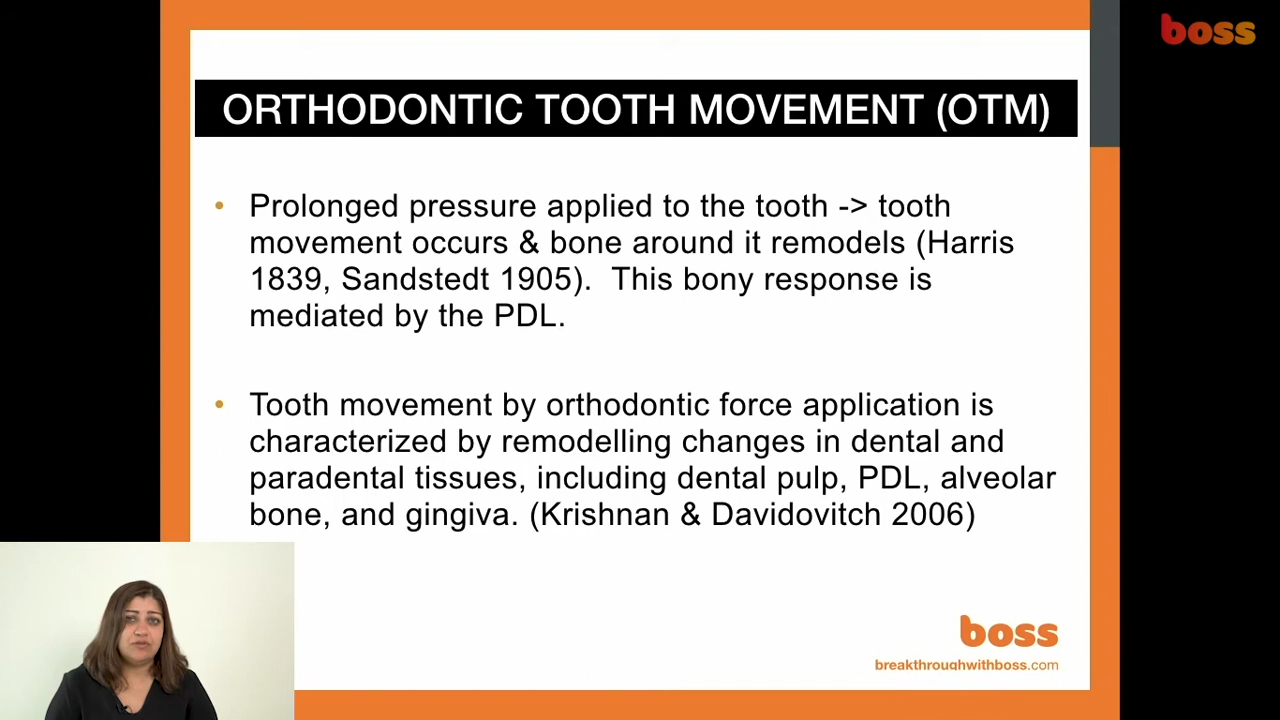 boss
ORTHODONTIC TOOTH MOVEMENT (OTM)
• Prolonged pressure applied to the tooth -> tooth
movement occurs & bone around it remodels (Harris
1839, Sandstedt 1905). This bony response is
mediated by the PDL.
• Tooth movement by orthodontic force application is
characterized by remodelling changes in dental and
paradental tissues, including dental pulp, PDL, alveolar
bone, and gingiva. (Krishnan & Davidovitch 2006)
boss
breakthroughwithboss.com